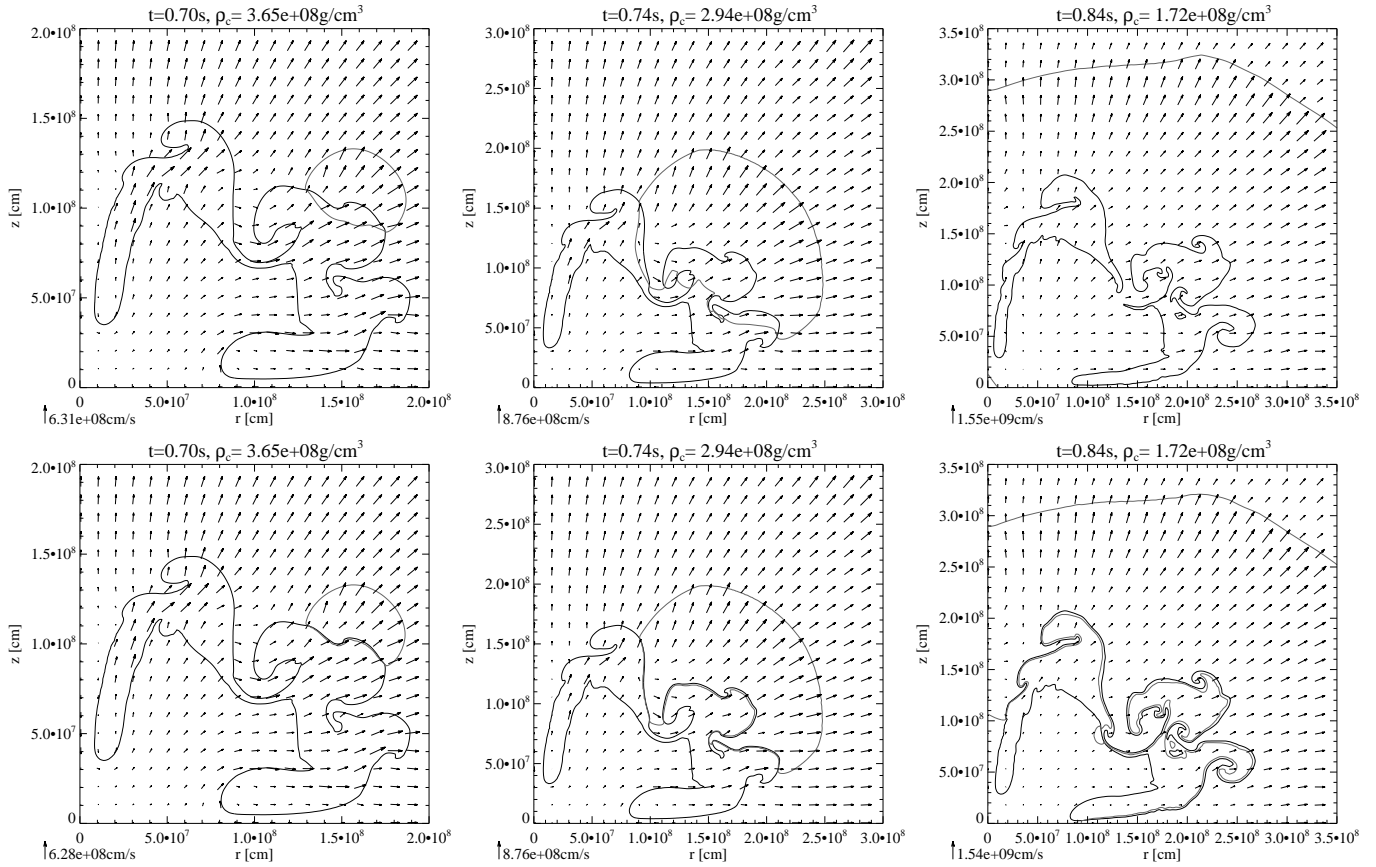 t=0.70s, ρc= 3.65e+08g/cm³
2.0•10⁸
1.5•10⁸
1.0•10⁸
5.0•10⁷
0
z [cm]
0 5.0•10⁷ 1.0•10⁸ 1.5•10⁸ 2.0•10⁸
r [cm]
6.31e+08cm/s
t=0.74s, ρc= 2.94e+08g/cm³
3.0•10⁸
2.5•10⁸
2.0•10⁸
1.5•10⁸
1.0•10⁸
5.0•10⁷
0
z [cm]
0 5.0•10⁷ 1.0•10⁸ 1.5•10⁸ 2.0•10⁸ 2.5•10⁸ 3.0•10⁸
r [cm]
8.76e+08cm/s
t=0.84s, ρc= 1.72e+08g/cm³
3.5•10⁸
3.0•10⁸
2.5•10⁸
2.0•10⁸
1.5•10⁸
1.0•10⁸
5.0•10⁷
0
z [cm]
0 5.0•10⁷ 1.0•10⁸ 1.5•10⁸ 2.0•10⁸ 2.5•10⁸ 3.0•10⁸ 3.5•10⁸
r [cm]
1.55e+09cm/s
t=0.70s, ρc= 3.65e+08g/cm³
2.0•10⁸
1.5•10⁸
1.0•10⁸
5.0•10⁷
0
z [cm]
0 5.0•10⁷ 1.0•10⁸ 1.5•10⁸ 2.0•10⁸
r [cm]
6.28e+08cm/s
t=0.74s, ρc= 2.94e+08g/cm³
3.0•10⁸
2.5•10⁸
2.0•10⁸
1.5•10⁸
1.0•10⁸
5.0•10⁷
0
z [cm]
0 5.0•10⁷ 1.0•10⁸ 1.5•10⁸ 2.0•10⁸ 2.5•10⁸ 3.0•10⁸
r [cm]
8.76e+08cm/s
t=0.84s, ρc= 1.72e+08g/cm³
3.5•10⁸
3.0•10⁸
2.5•10⁸
2.0•10⁸
1.5•10⁸
1.0•10⁸
5.0•10⁷
0
z [cm]
0 5.0•10⁷ 1.0•10⁸ 1.5•10⁸ 2.0•10⁸ 2.5•10⁸ 3.0•10⁸ 3.5•10⁸
r [cm]
1.54e+09cm/s